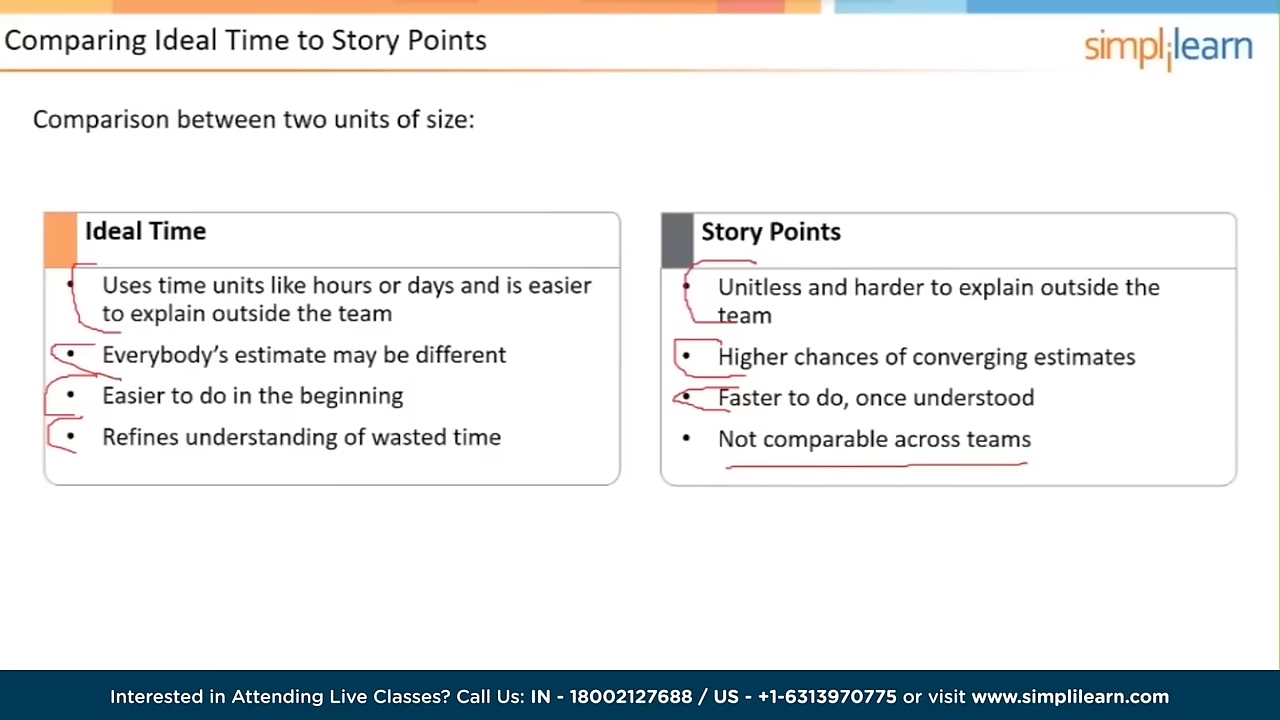 Comparing Ideal Time to Story Points
simplilearn
Comparison between two units of size:
Ideal Time
• Uses time units like hours or days and is easier
to explain outside the team
• Everybody's estimate may be different
• Easier to do in the beginning
• Refines understanding of wasted time
Story Points
• Unitless and harder to explain outside the
team
• Higher chances of converging estimates
• Faster to do, once understood
• Not comparable across teams
Interested in Attending Live Classes? Call Us: IN - 18002127688 / US - +1-6313970775 or visit www.simplilearn.com